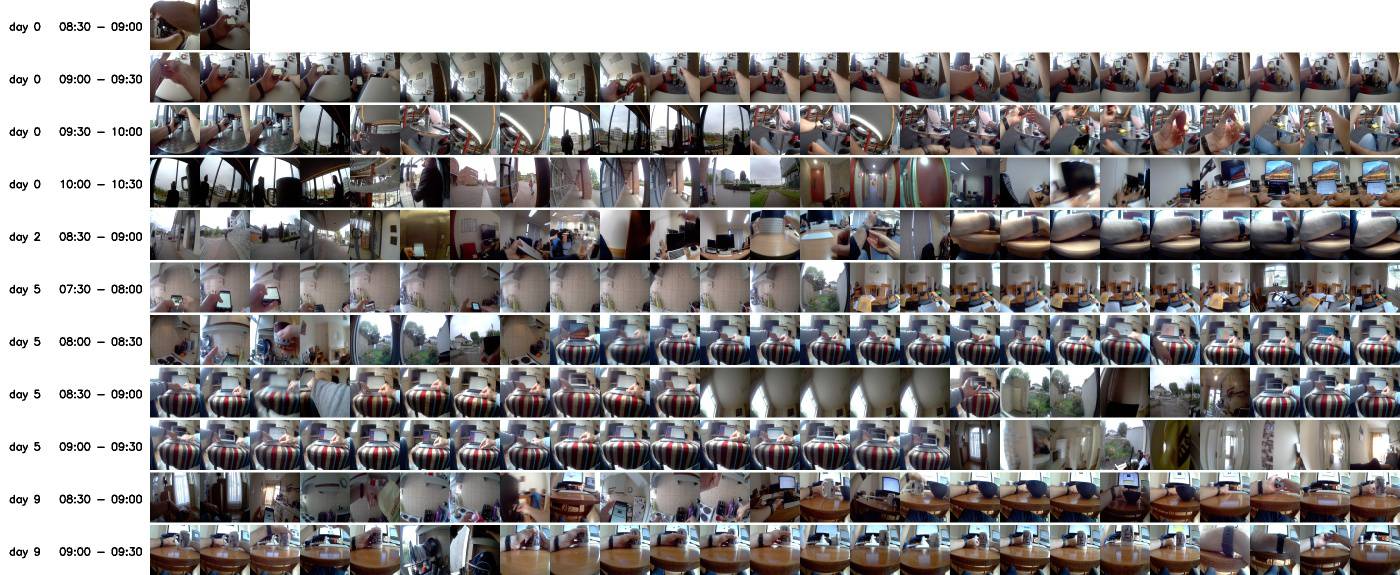 day 0 08:30 – 09:00
day 0 09:00 – 09:30
day 0 09:30 – 10:00
day 0 10:00 – 10:30
day 2 08:30 – 09:00
day 5 07:30 – 08:00
day 5 08:00 – 08:30
day 5 08:30 – 09:00
day 5 09:00 – 09:30
day 9 08:30 – 09:00
day 9 09:00 – 09:30